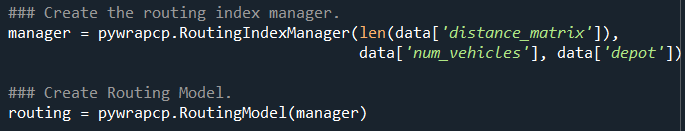 ### Create the routing index manager.
manager = pywrapcp.RoutingIndexManager(len(data['distance_matrix']),
data['num_vehicles'], data['depot'])
### Create Routing Model.
routing = pywrapcp.RoutingModel(manager)